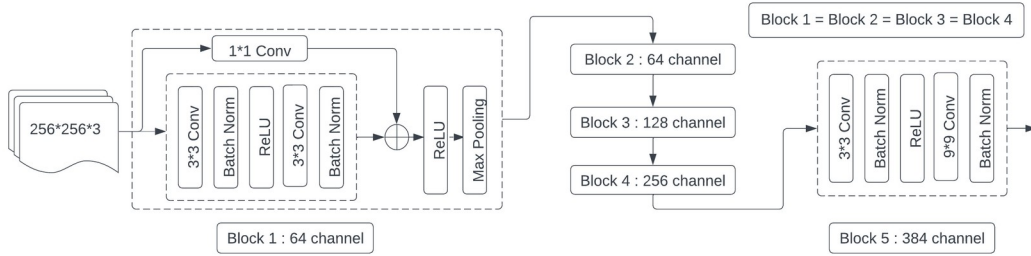 256*256*3
1*1 Conv
3*3 Conv
Batch Norm
ReLU
3*3 Conv
Batch Norm
ReLU
Max Pooling
Block 1 : 64 channel
Block 2 : 64 channel
Block 3 : 128 channel
Block 4 : 256 channel
Block 1 = Block 2 = Block 3 = Block 4
3*3 Conv
Batch Norm
ReLU
9*9 Conv
Batch Norm
Block 5 : 384 channel